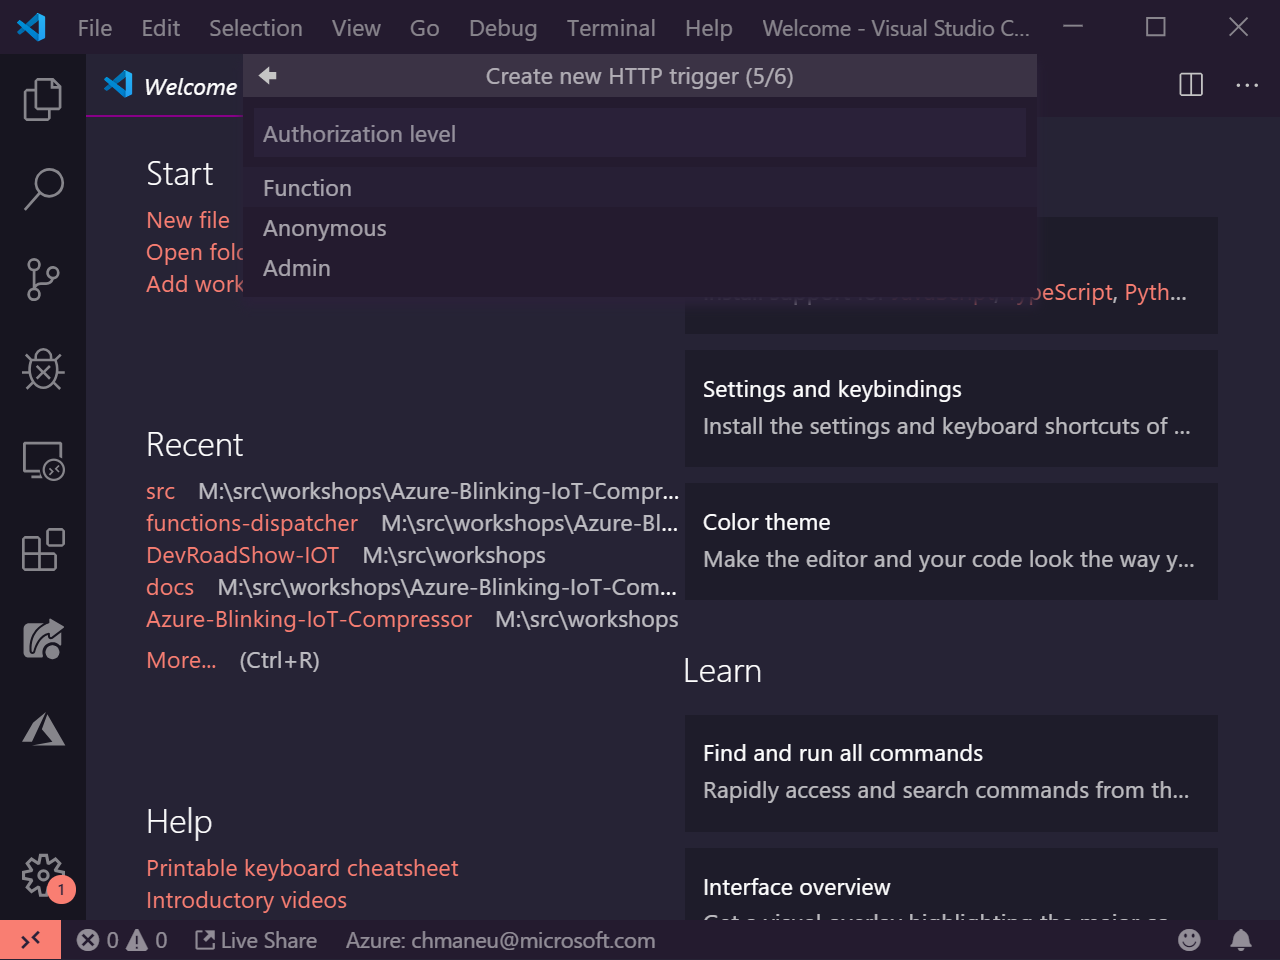 File Edit Selection View Go Debug Terminal Help Welcome - Visual Studio C...
Welcome
Create new HTTP trigger (5/6)
Authorization level
Function
Anonymous
Admin
Start
New file
Open
Add
TypeScript, Pyth...
Settings and keybindings
Install the settings and keyboard shortcuts of ...
Color theme
Make the editor and your code look the way y...
Recent
src M:\src\workshops\Azure-Blinking-IoT-Compr...
functions-dispatcher M:\src\workshops\Azure-Bl...
DevRoadShow-IOT M:\src\workshops
docs M:\src\workshops\Azure-Blinking-IoT-Com...
Azure-Blinking-IoT-Compressor M:\src\workshops
More... (Ctrl+R)
Learn
Find and run all commands
Rapidly access and search commands from th...
Help
Printable keyboard cheatsheet
Introductory videos
Interface overview
1
0 0 Live Share Azure: chmaneu@microsoft.com